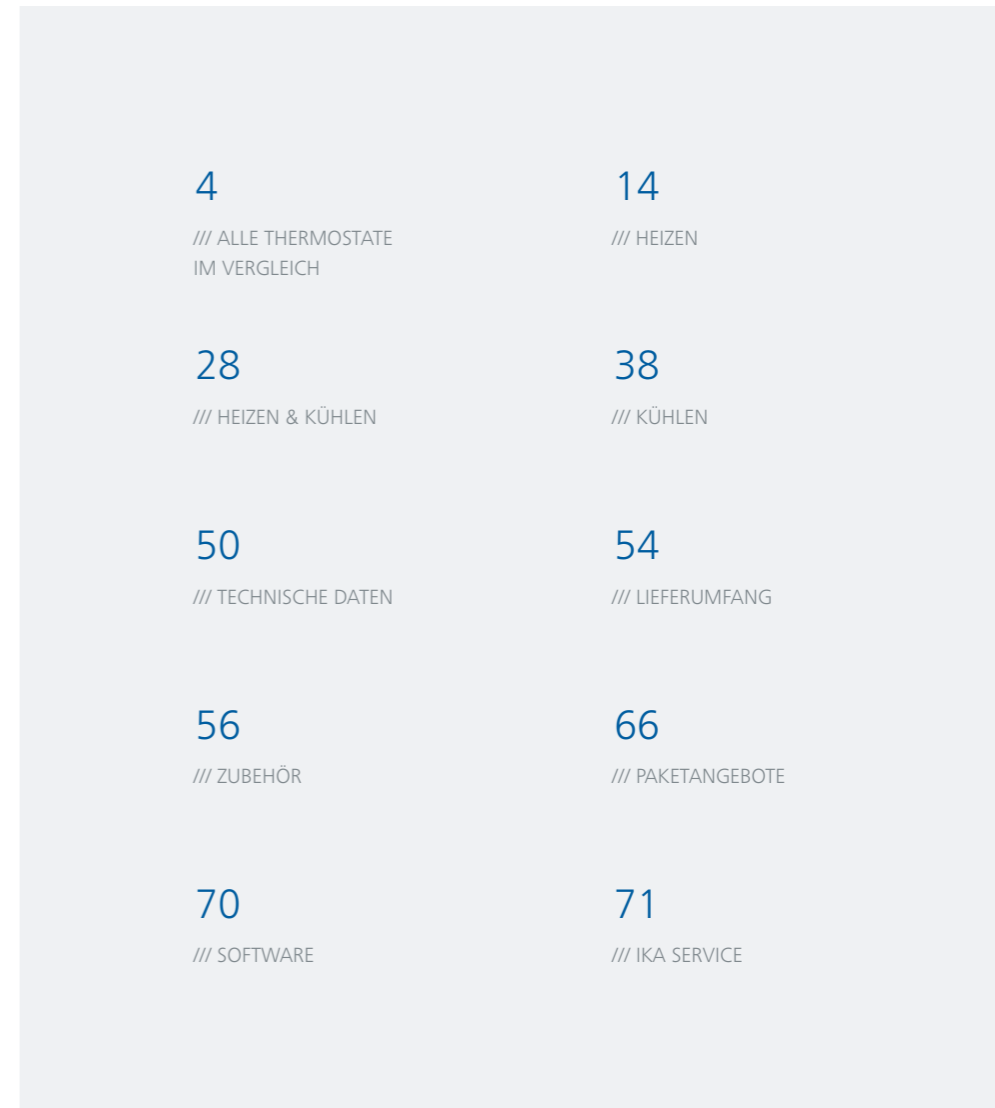 4
/// ALLE THERMOSTATE
IM VERGLEICH
14
/// HEIZEN
28
/// HEIZEN & KÜHLEN
38
/// KÜHLEN
50
/// TECHNISCHE DATEN
54
/// LIEFERUMFANG
56
/// ZUBEHÖR
66
/// PAKETANGEBOTE
70
/// SOFTWARE
71
/// IKA SERVICE